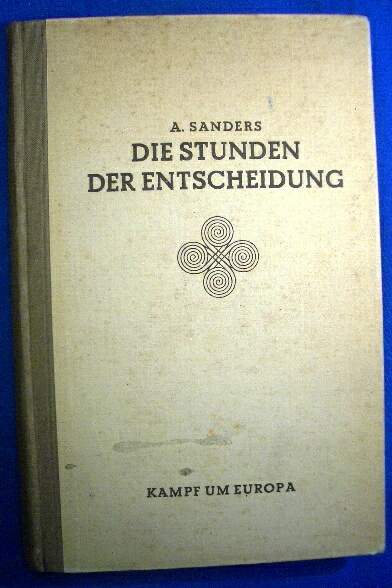 A. SANDERS
DIE STUNDEN
DER ENTSCHEIDUNG
KAMPF UM EUROPA